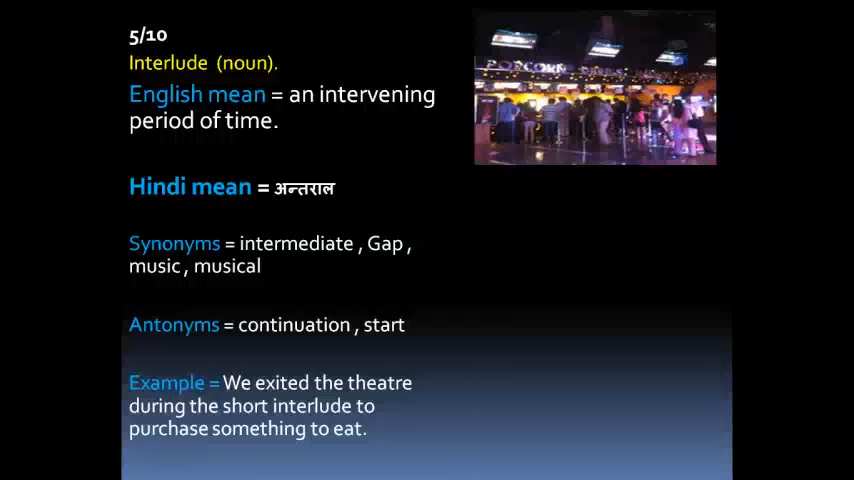 5/10
Interlude (noun).
English mean = an intervening
period of time.
Hindi mean = अन्तराल
Synonyms = intermediate , Gap ,
music , musical
Antonyms = continuation , start
Example = We exited the theatre
during the short interlude to
purchase something to eat.
POPCORN